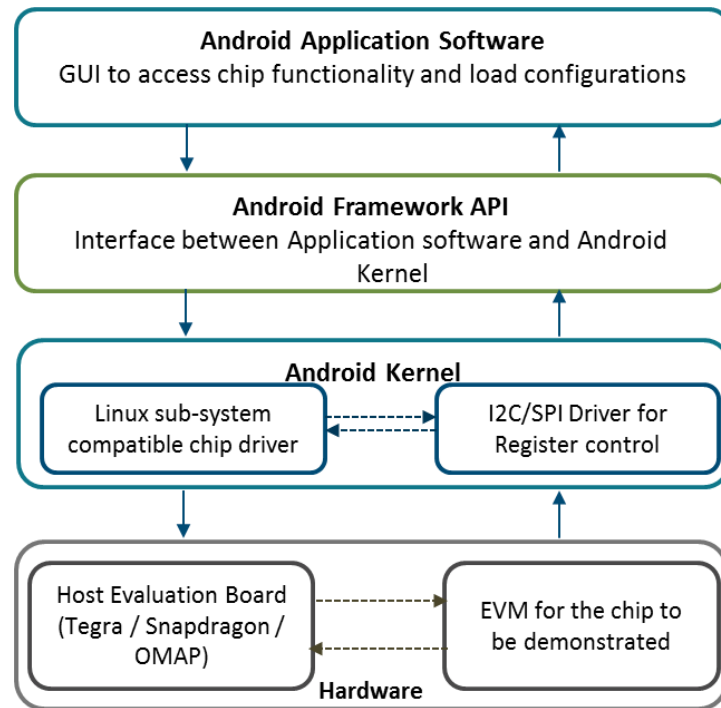 Android Application Software
GUI to access chip functionality and load configurations
Android Framework API
Interface between Application software and Android
Kernel
Android Kernel
Linux sub-system
compatible chip driver
I2C/SPI Driver for
Register control
Host Evaluation Board
(Tegra / Snapdragon /
OMAP)
EVM for the chip to
be demonstrated
Hardware